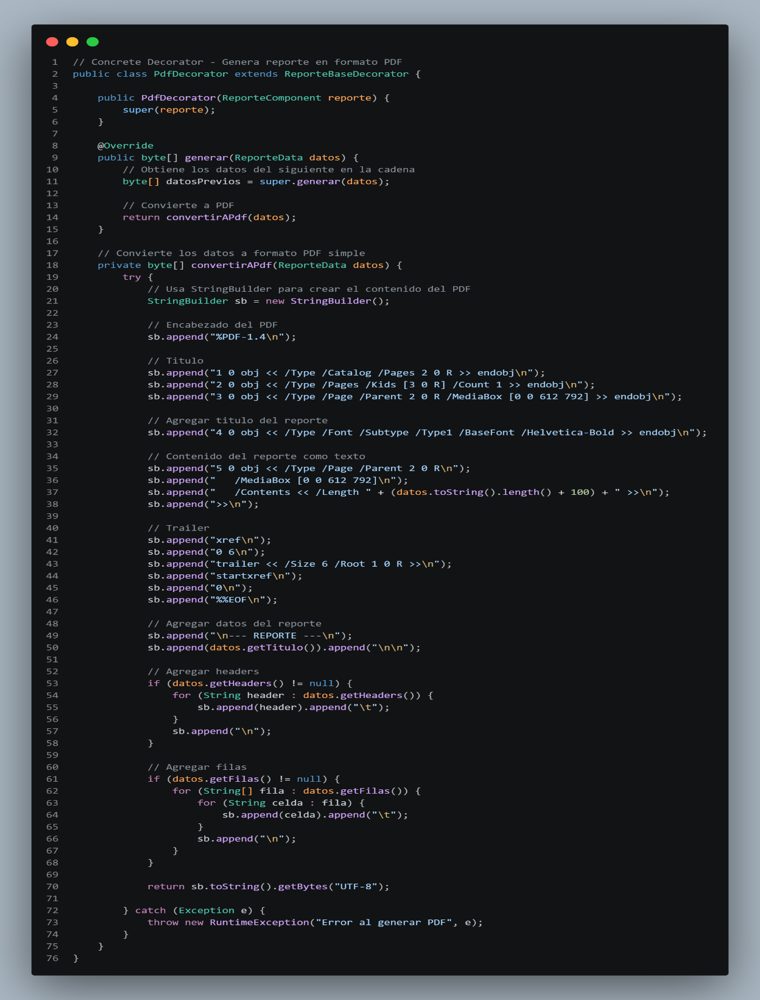 1 // Concrete Decorator - Genera reporte en formato PDF
2 public class PdfDecorator extends ReporteBaseDecorator {
3
4     public PdfDecorator(ReporteComponent reporte) {
5         super(reporte);
6     }
7
8     @Override
9     public byte[] generar(ReporteData datos) {
10         // Obtiene los datos del siguiente en la cadena
11         byte[] datosPrevios = super.generar(datos);
12
13         // Convierte a PDF
14         return convertirAPdf(datos);
15     }
16
17     // Convierte los datos a formato PDF simple
18     private byte[] convertirAPdf(ReporteData datos) {
19         try {
20             // Usa StringBuilder para crear el contenido del PDF
21             StringBuilder sb = new StringBuilder();
22
23             // Encabezado del PDF
24             sb.append("%PDF-1.4\n");
25
26             // Titulo
27             sb.append("1 0 obj << /Type /Catalog /Pages 2 0 R >> endobj\n");
28             sb.append("2 0 obj << /Type /Pages /Kids [3 0 R] /Count 1 >> endobj\n");
29             sb.append("3 0 obj << /Type /Page /Parent 2 0 R /MediaBox [0 0 612 792] >> endobj\n");
30
31             // Agregar titulo del reporte
32             sb.append("4 0 obj << /Type /Font /Subtype /Type1 /BaseFont /Helvetica-Bold >> endobj\n");
33
34             // Contenido del reporte como texto
35             sb.append("5 0 obj << /Type /Page /Parent 2 0 R\n");
36             sb.append("   /MediaBox [0 0 612 792]\n");
37             sb.append("   /Contents << /Length " + (datos.toString().length() + 100) + " >>\n");
38             sb.append(">>\n");
39
40             // Trailer
41             sb.append("xref\n");
42             sb.append("0 6\n");
43             sb.append("trailer << /Size 6 /Root 1 0 R >>\n");
44             sb.append("startxref\n");
45             sb.append("0\n");
46             sb.append("%%EOF\n");
47
48             // Agregar datos del reporte
49             sb.append("\n--- REPORTE ---\n");
50             sb.append(datos.getTitulo()).append("\n\n");
51
52             // Agregar headers
53             if (datos.getHeaders() != null) {
54                 for (String header : datos.getHeaders()) {
55                     sb.append(header).append("\t");
56                 }
57                 sb.append("\n");
58             }
59
60             // Agregar filas
61             if (datos.getFilas() != null) {
62                 for (String[] fila : datos.getFilas()) {
63                     for (String celda : fila) {
64                         sb.append(celda).append("\t");
65                     }
66                     sb.append("\n");
67                 }
68             }
69
70             return sb.toString().getBytes("UTF-8");
71
72         } catch (Exception e) {
73             throw new RuntimeException("Error al generar PDF", e);
74         }
75     }
76 }